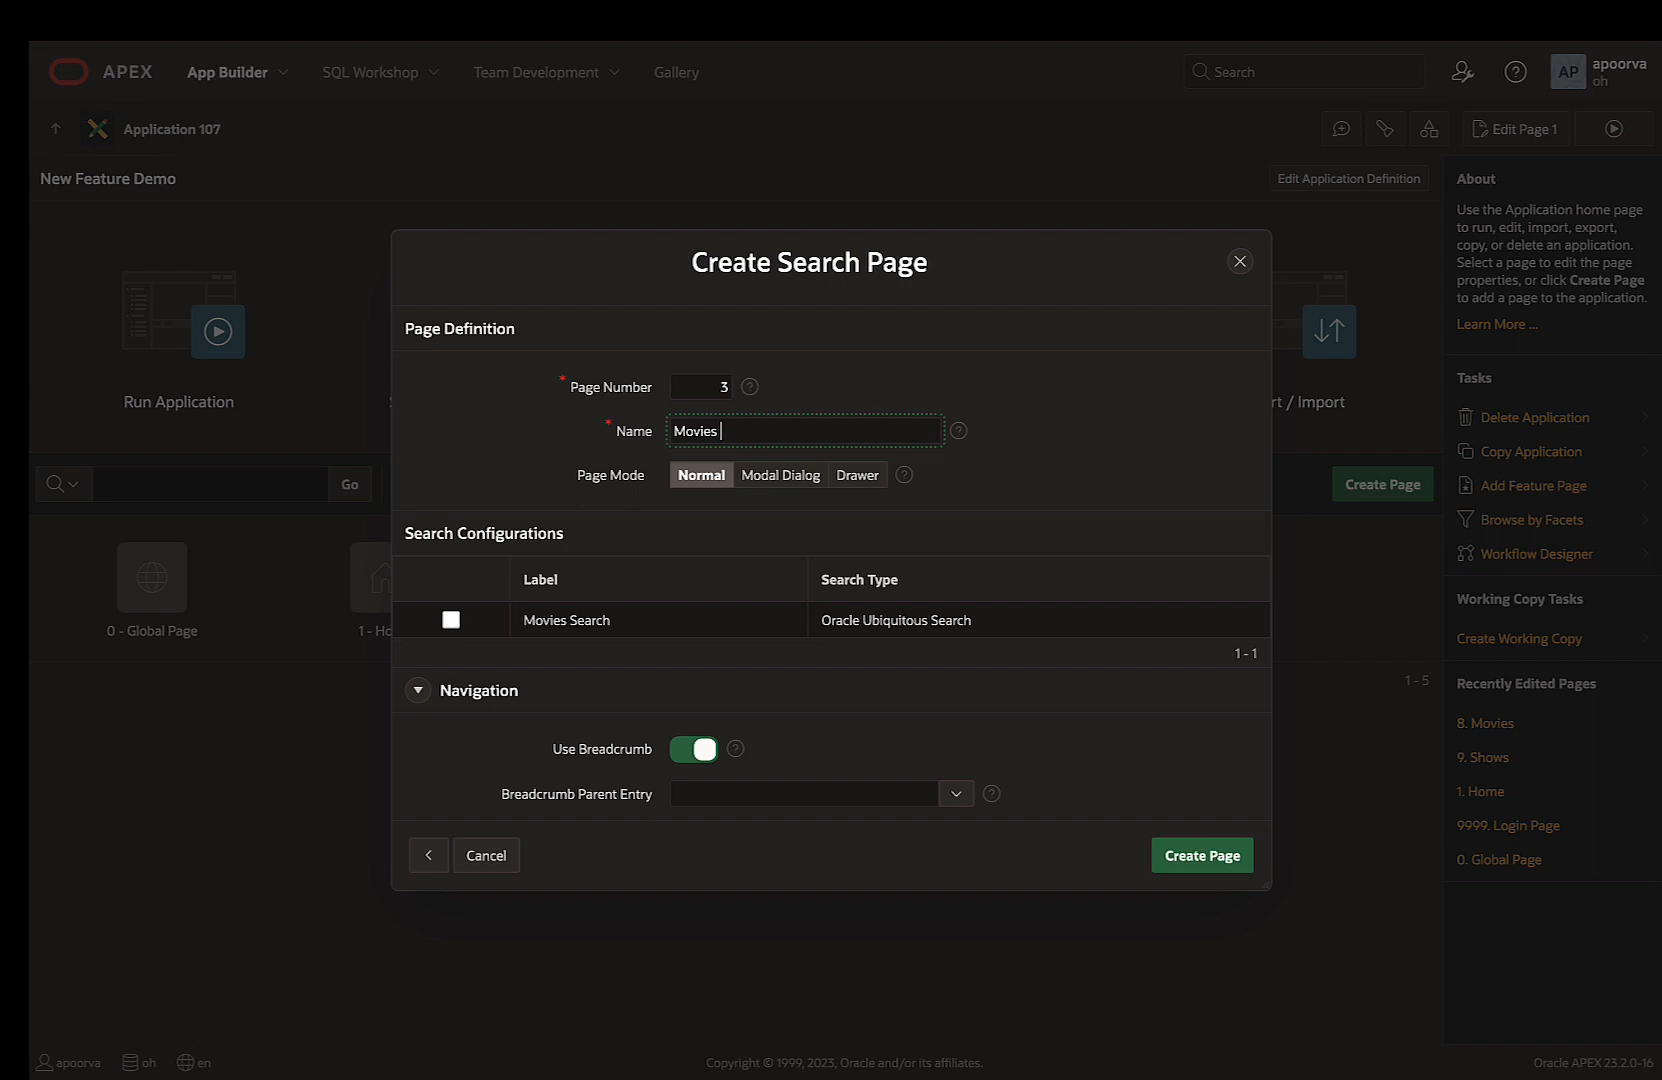 APEX
App Builder
SQL Workshop
Team Development
Gallery
Search
AP
apoorva
oh
Application 107
Edit Page 1
New Feature Demo
Edit Application Definition
About
Use the Application home page
to run, edit, import, export,
copy, or delete an application.
Select a page to edit the page
properties, or click Create Page
to add a page to the application.
Learn More ...
Run Application
rt / Import
Create Search Page
Page Definition
* Page Number
3
* Name
Movies
Page Mode
Normal
Modal Dialog
Drawer
Search Configurations
Label
Search Type
Movies Search
Oracle Ubiquitous Search
1 - 1
Navigation
Use Breadcrumb
Breadcrumb Parent Entry
Cancel
Create Page
Go
Create Page
0 - Global Page
1 - Ho
1 - 5
Tasks
Delete Application
Copy Application
Add Feature Page
Browse by Facets
Workflow Designer
Working Copy Tasks
Create Working Copy
Recently Edited Pages
8. Movies
9. Shows
1. Home
9999. Login Page
0. Global Page
apoorva
oh
en
Copyright © 1999, 2023, Oracle and/or its affiliates.
Oracle APEX 23.2.0-16